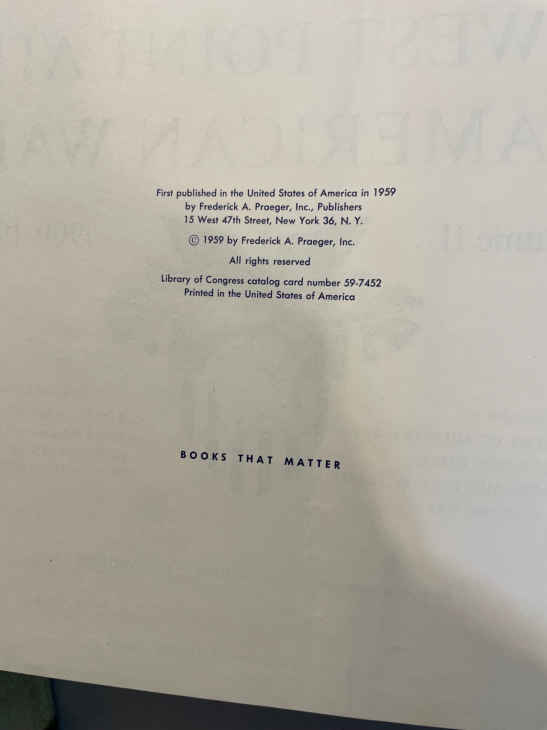 First published in the United States of America in 1959
by Frederick A. Praeger, Inc., Publishers
15 West 47th Street, New York 36, N. Y.
© 1959 by Frederick A. Praeger, Inc.
All rights reserved
Library of Congress catalog card number 59-7452
Printed in the United States of America
BOOKS THAT MATTER